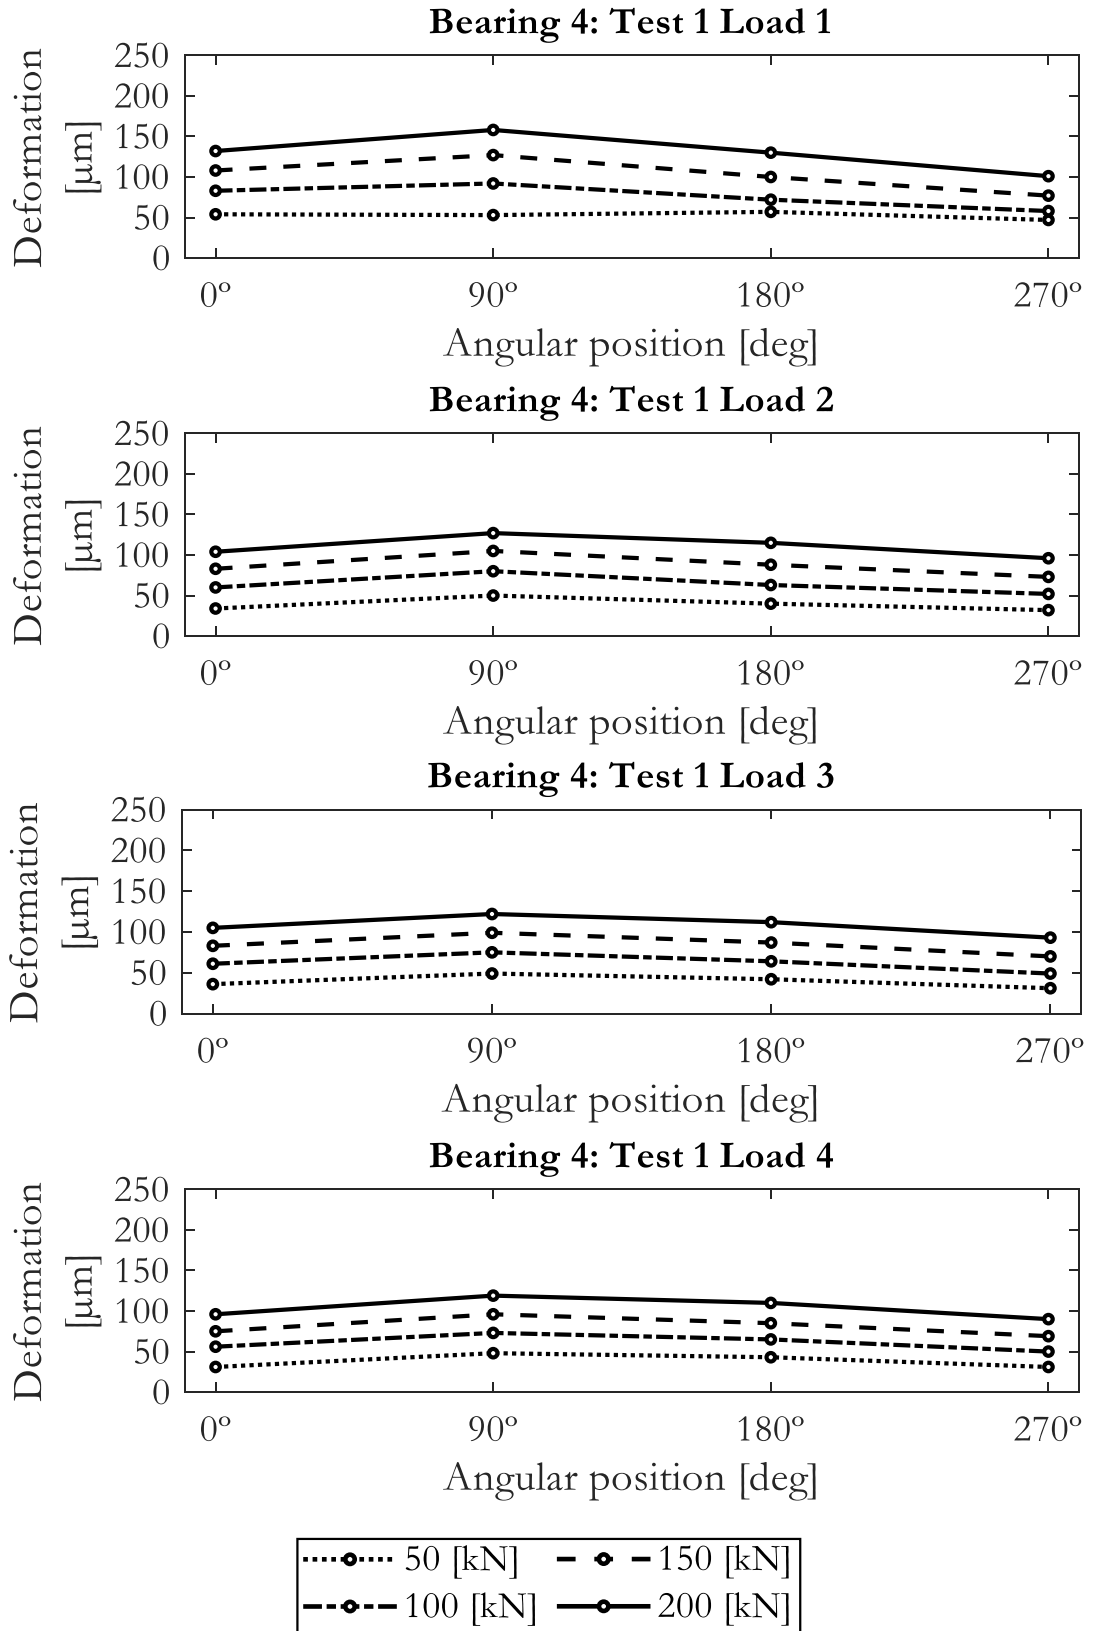 Bearing 4: Test 1 Load 1
Deformation
[µm]
250
200
150
100
50
0
0º 90º 180º 270º
Angular position [deg]
Bearing 4: Test 1 Load 2
Deformation
[µm]
250
200
150
100
50
0
0º 90º 180º 270º
Angular position [deg]
Bearing 4: Test 1 Load 3
Deformation
[µm]
250
200
150
100
50
0
0º 90º 180º 270º
Angular position [deg]
Bearing 4: Test 1 Load 4
Deformation
[µm]
250
200
150
100
50
0
0º 90º 180º 270º
Angular position [deg]
50 [kN] 150 [kN]
100 [kN] 200 [kN]